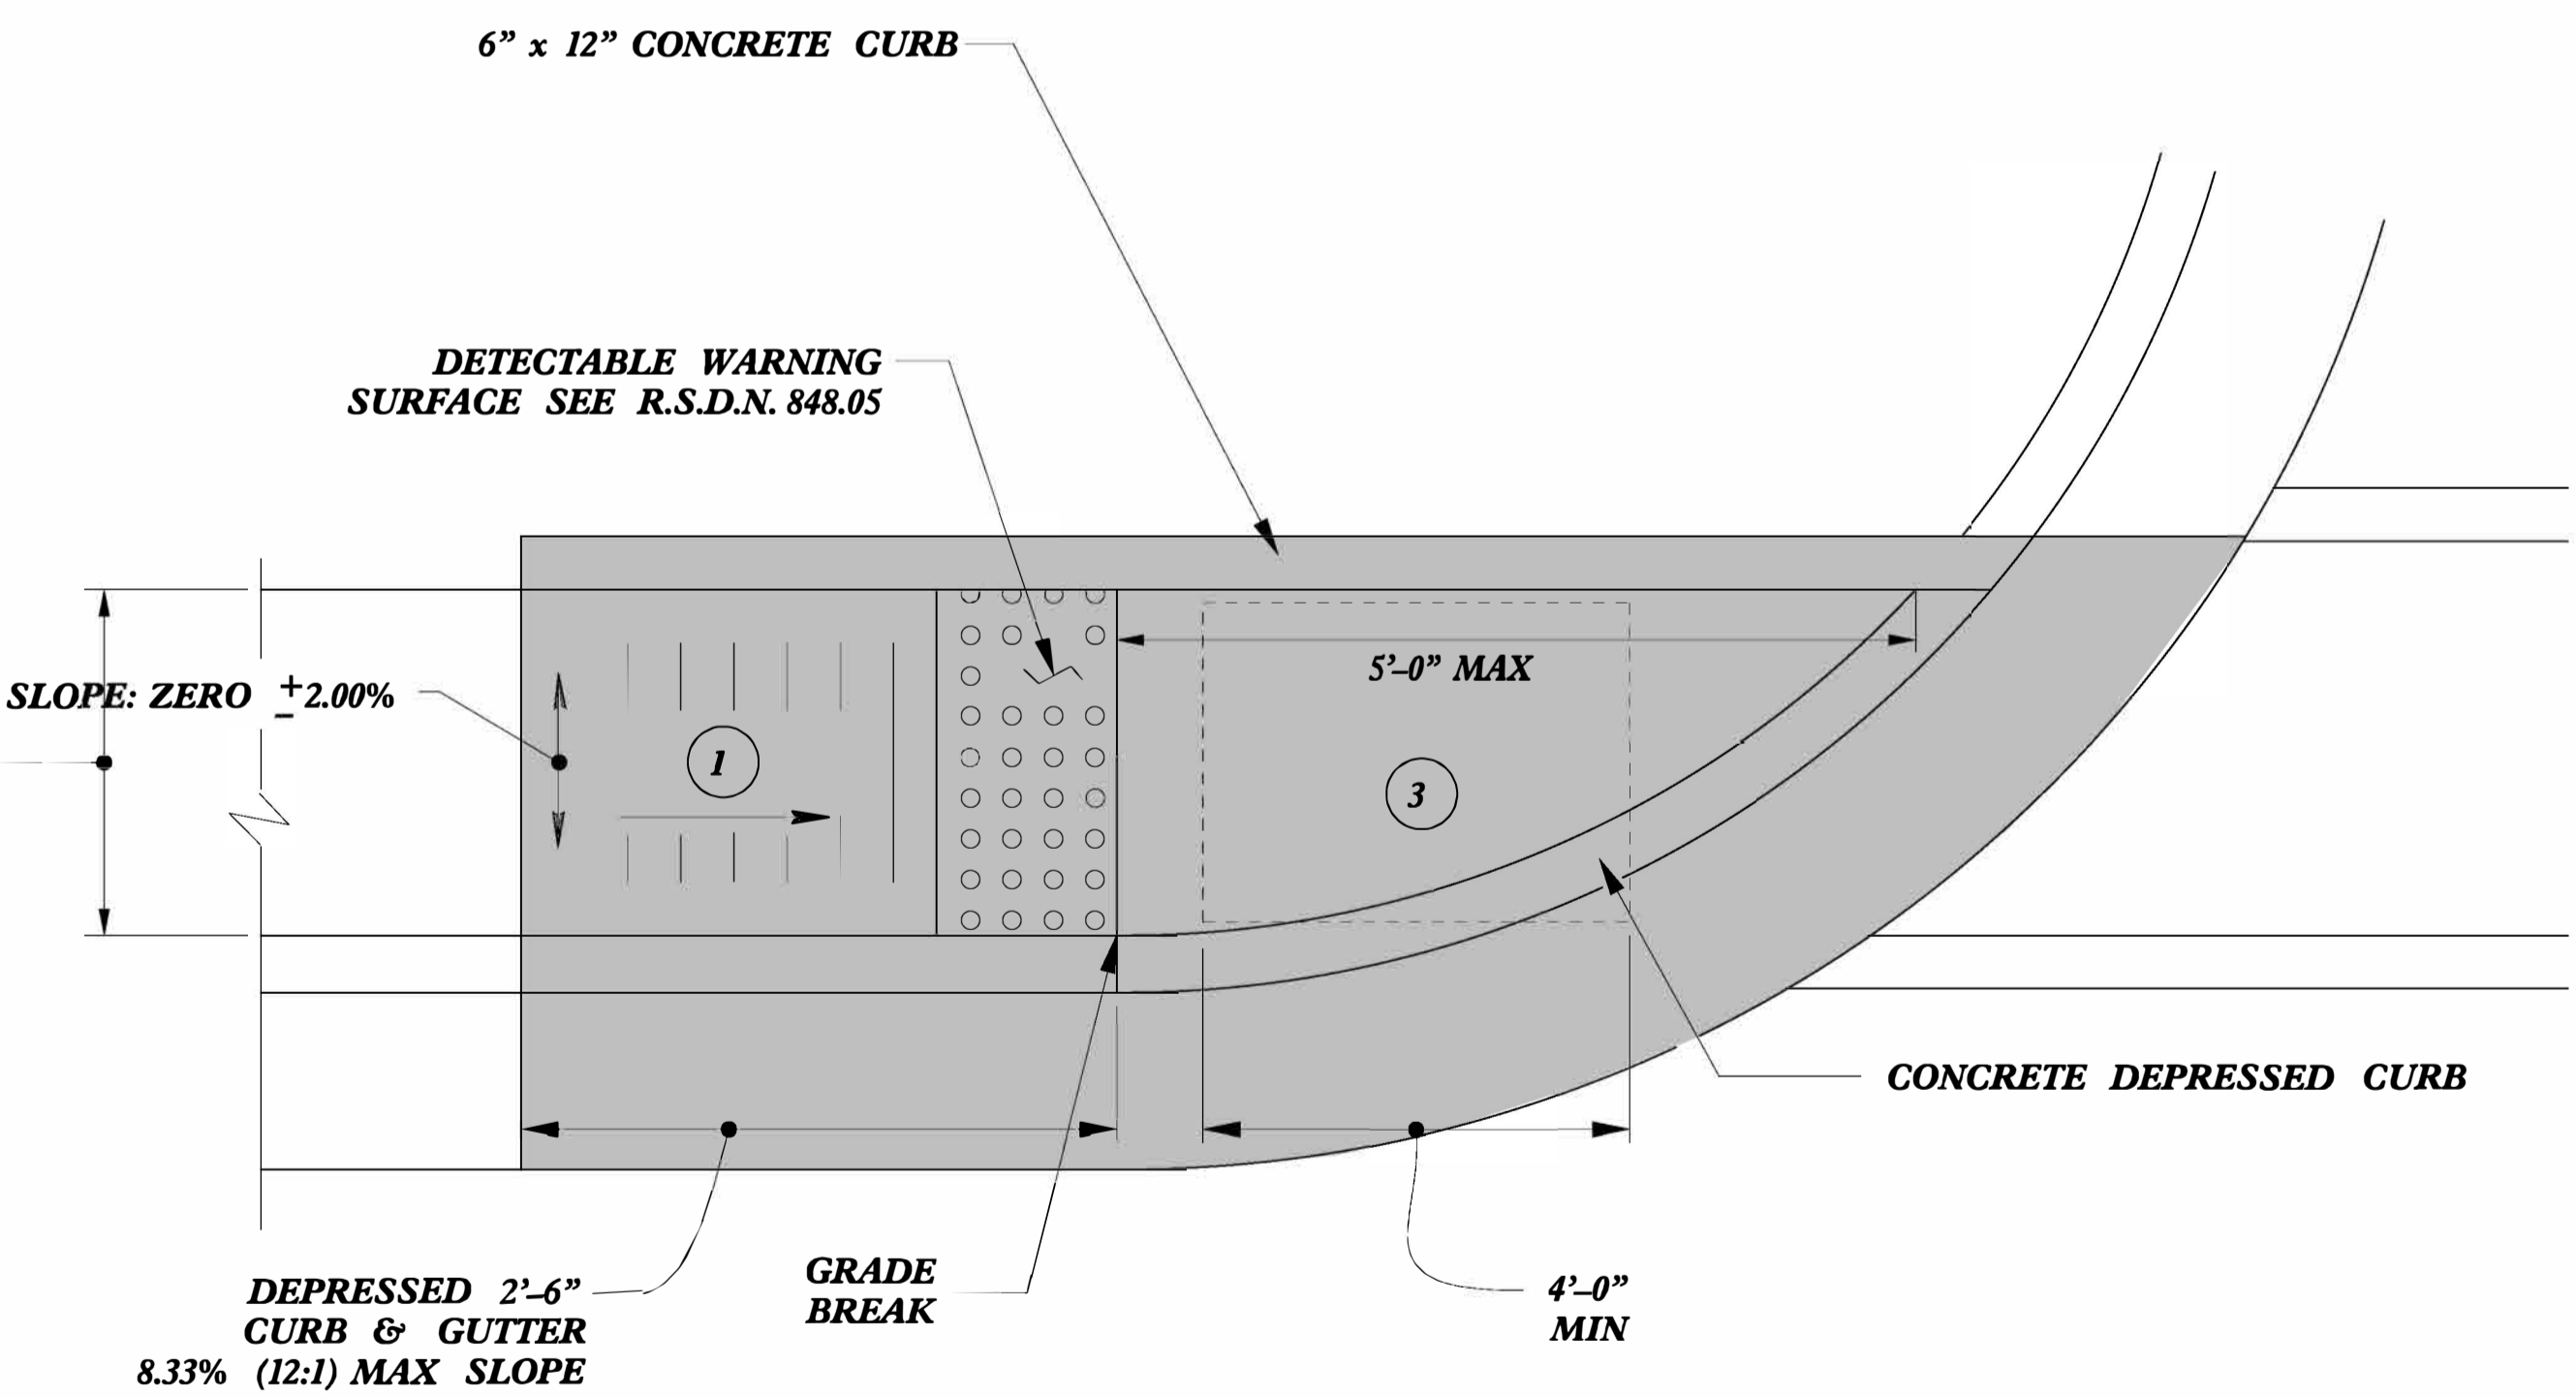 6” x 12” CONCRETE CURB
DETECTABLE WARNING
SURFACE SEE R.S.D.N. 848.05
SLOPE: ZERO ± 2.00%
5’–0” MAX
1
3
CONCRETE DEPRESSED CURB
DEPRESSED 2’–6”
CURB & GUTTER
8.33% (12:1) MAX SLOPE
GRADE
BREAK
4’–0”
MIN